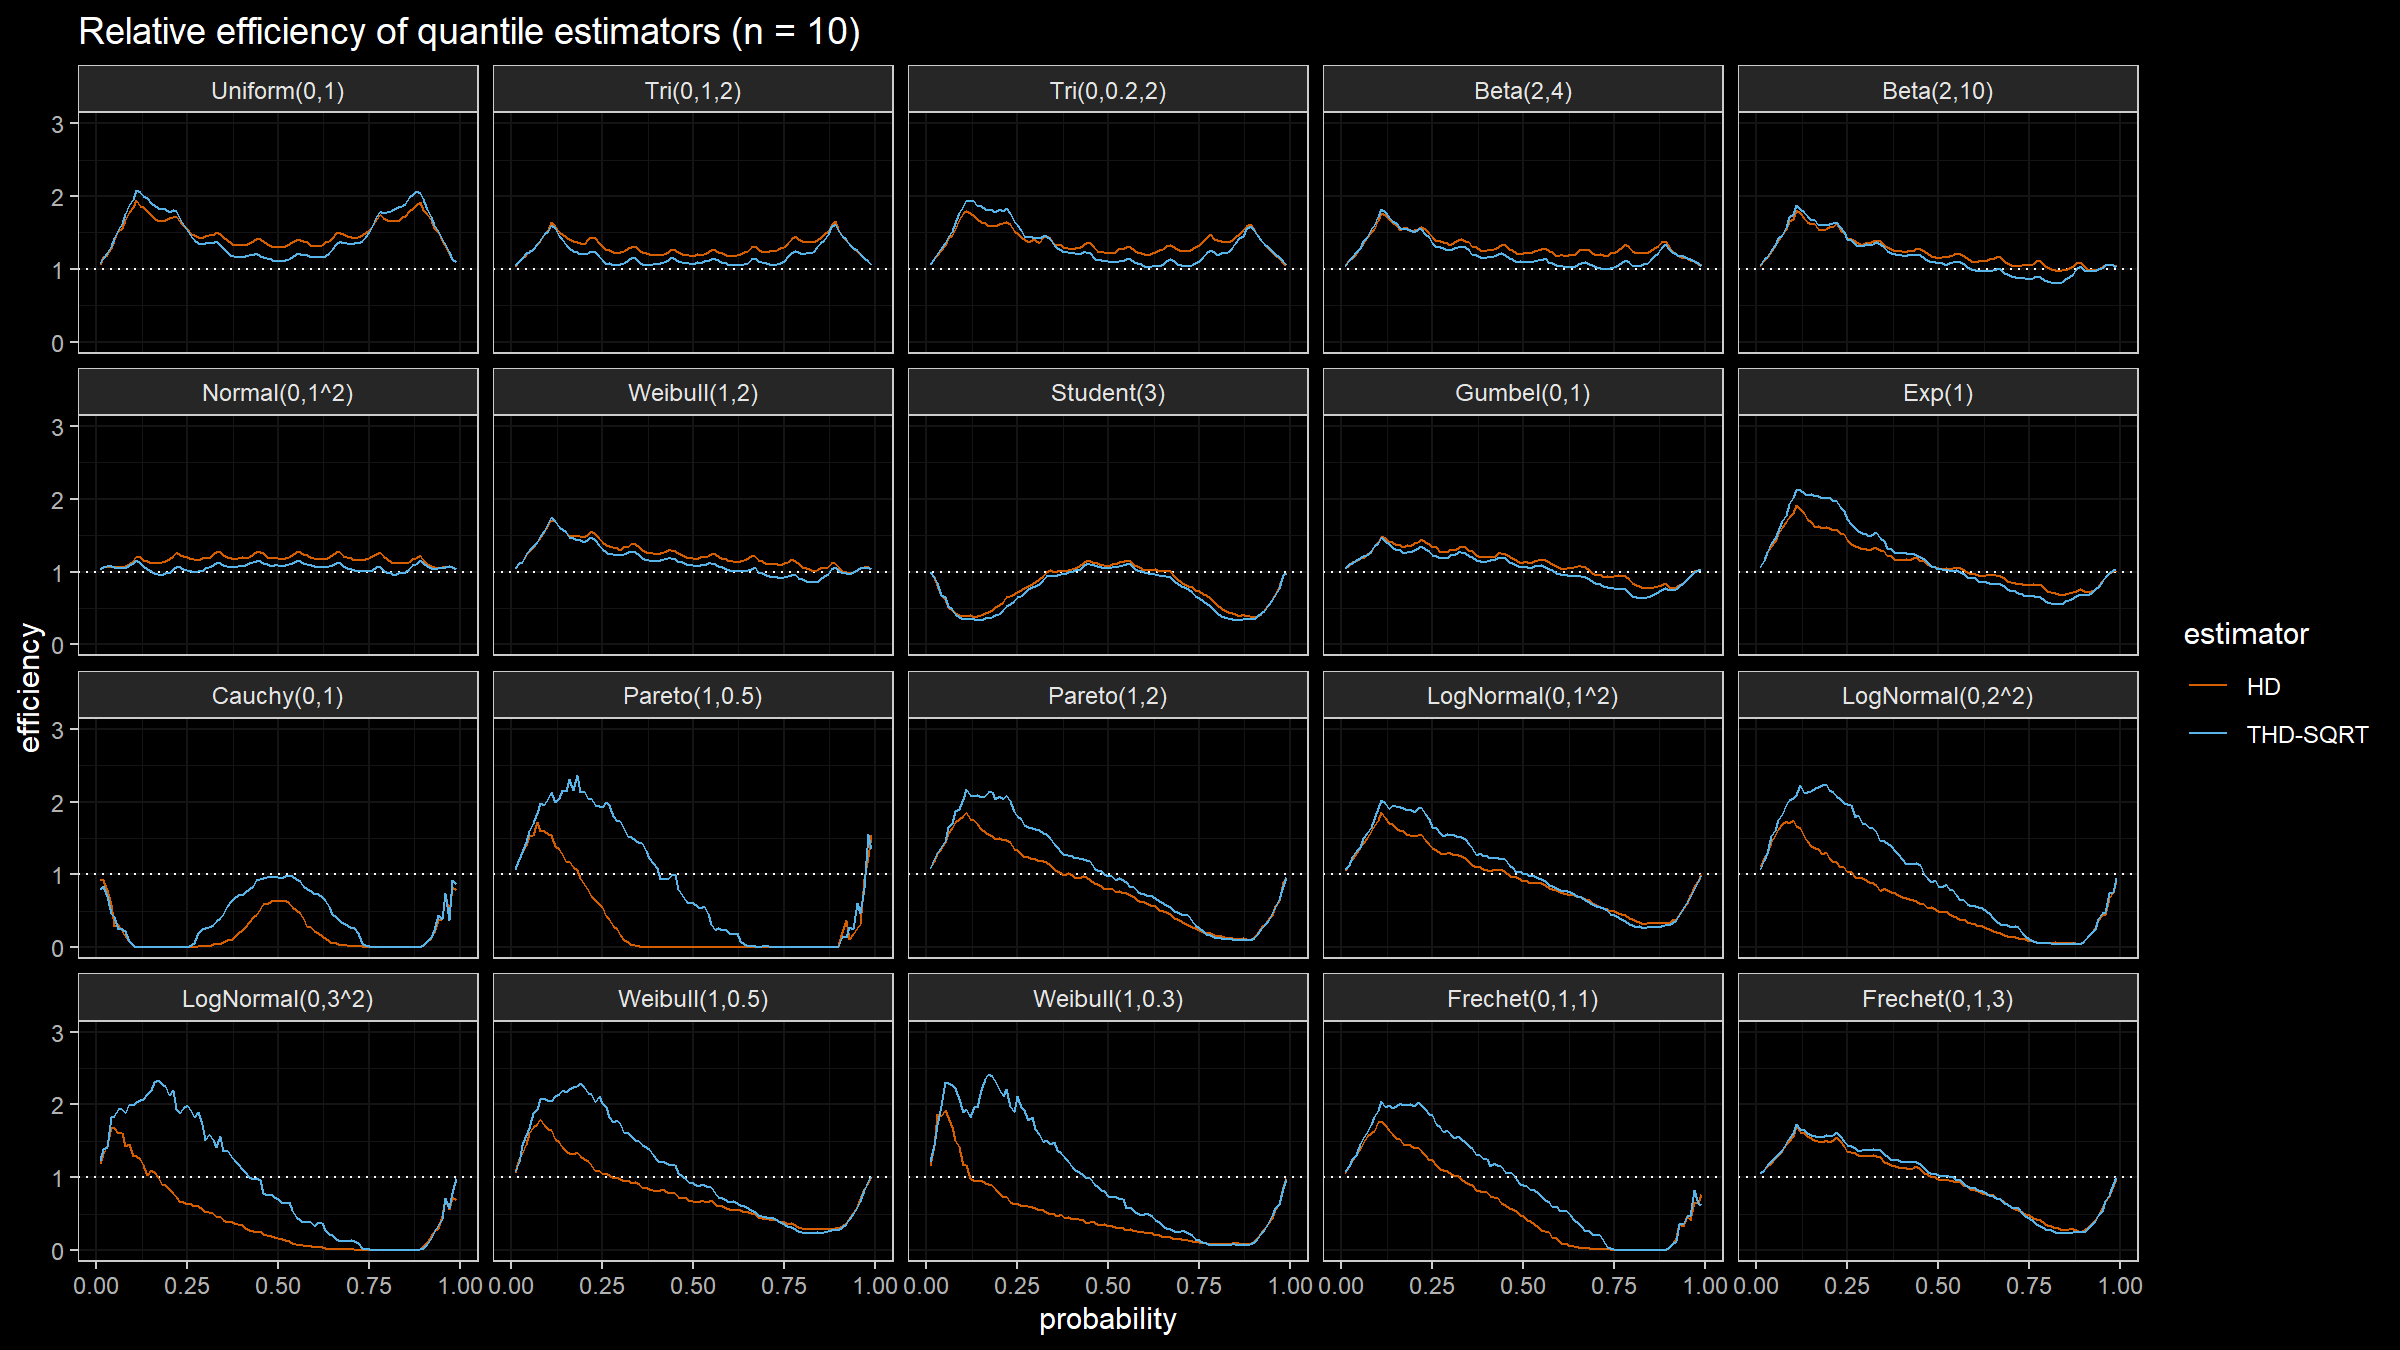 Relative efficiency of quantile estimators (n = 10)
Uniform(0,1)
Tri(0,1,2)
Tri(0,0.2,2)
Beta(2,4)
Beta(2,10)
3
2
1
0
Normal(0,1^2)
Weibull(1,2)
Student(3)
Gumbel(0,1)
Exp(1)
3
2
1
0
Cauchy(0,1)
Pareto(1,0.5)
Pareto(1,2)
LogNormal(0,1^2)
LogNormal(0,2^2)
3
2
1
0
LogNormal(0,3^2)
Weibull(1,0.5)
Weibull(1,0.3)
Frechet(0,1,1)
Frechet(0,1,3)
3
2
1
0
0.00 0.25 0.50 0.75 1.00
0.00 0.25 0.50 0.75 1.00
0.00 0.25 0.50 0.75 1.00
0.00 0.25 0.50 0.75 1.00
0.00 0.25 0.50 0.75 1.00
probability
efficiency
estimator
HD
THD-SQRT